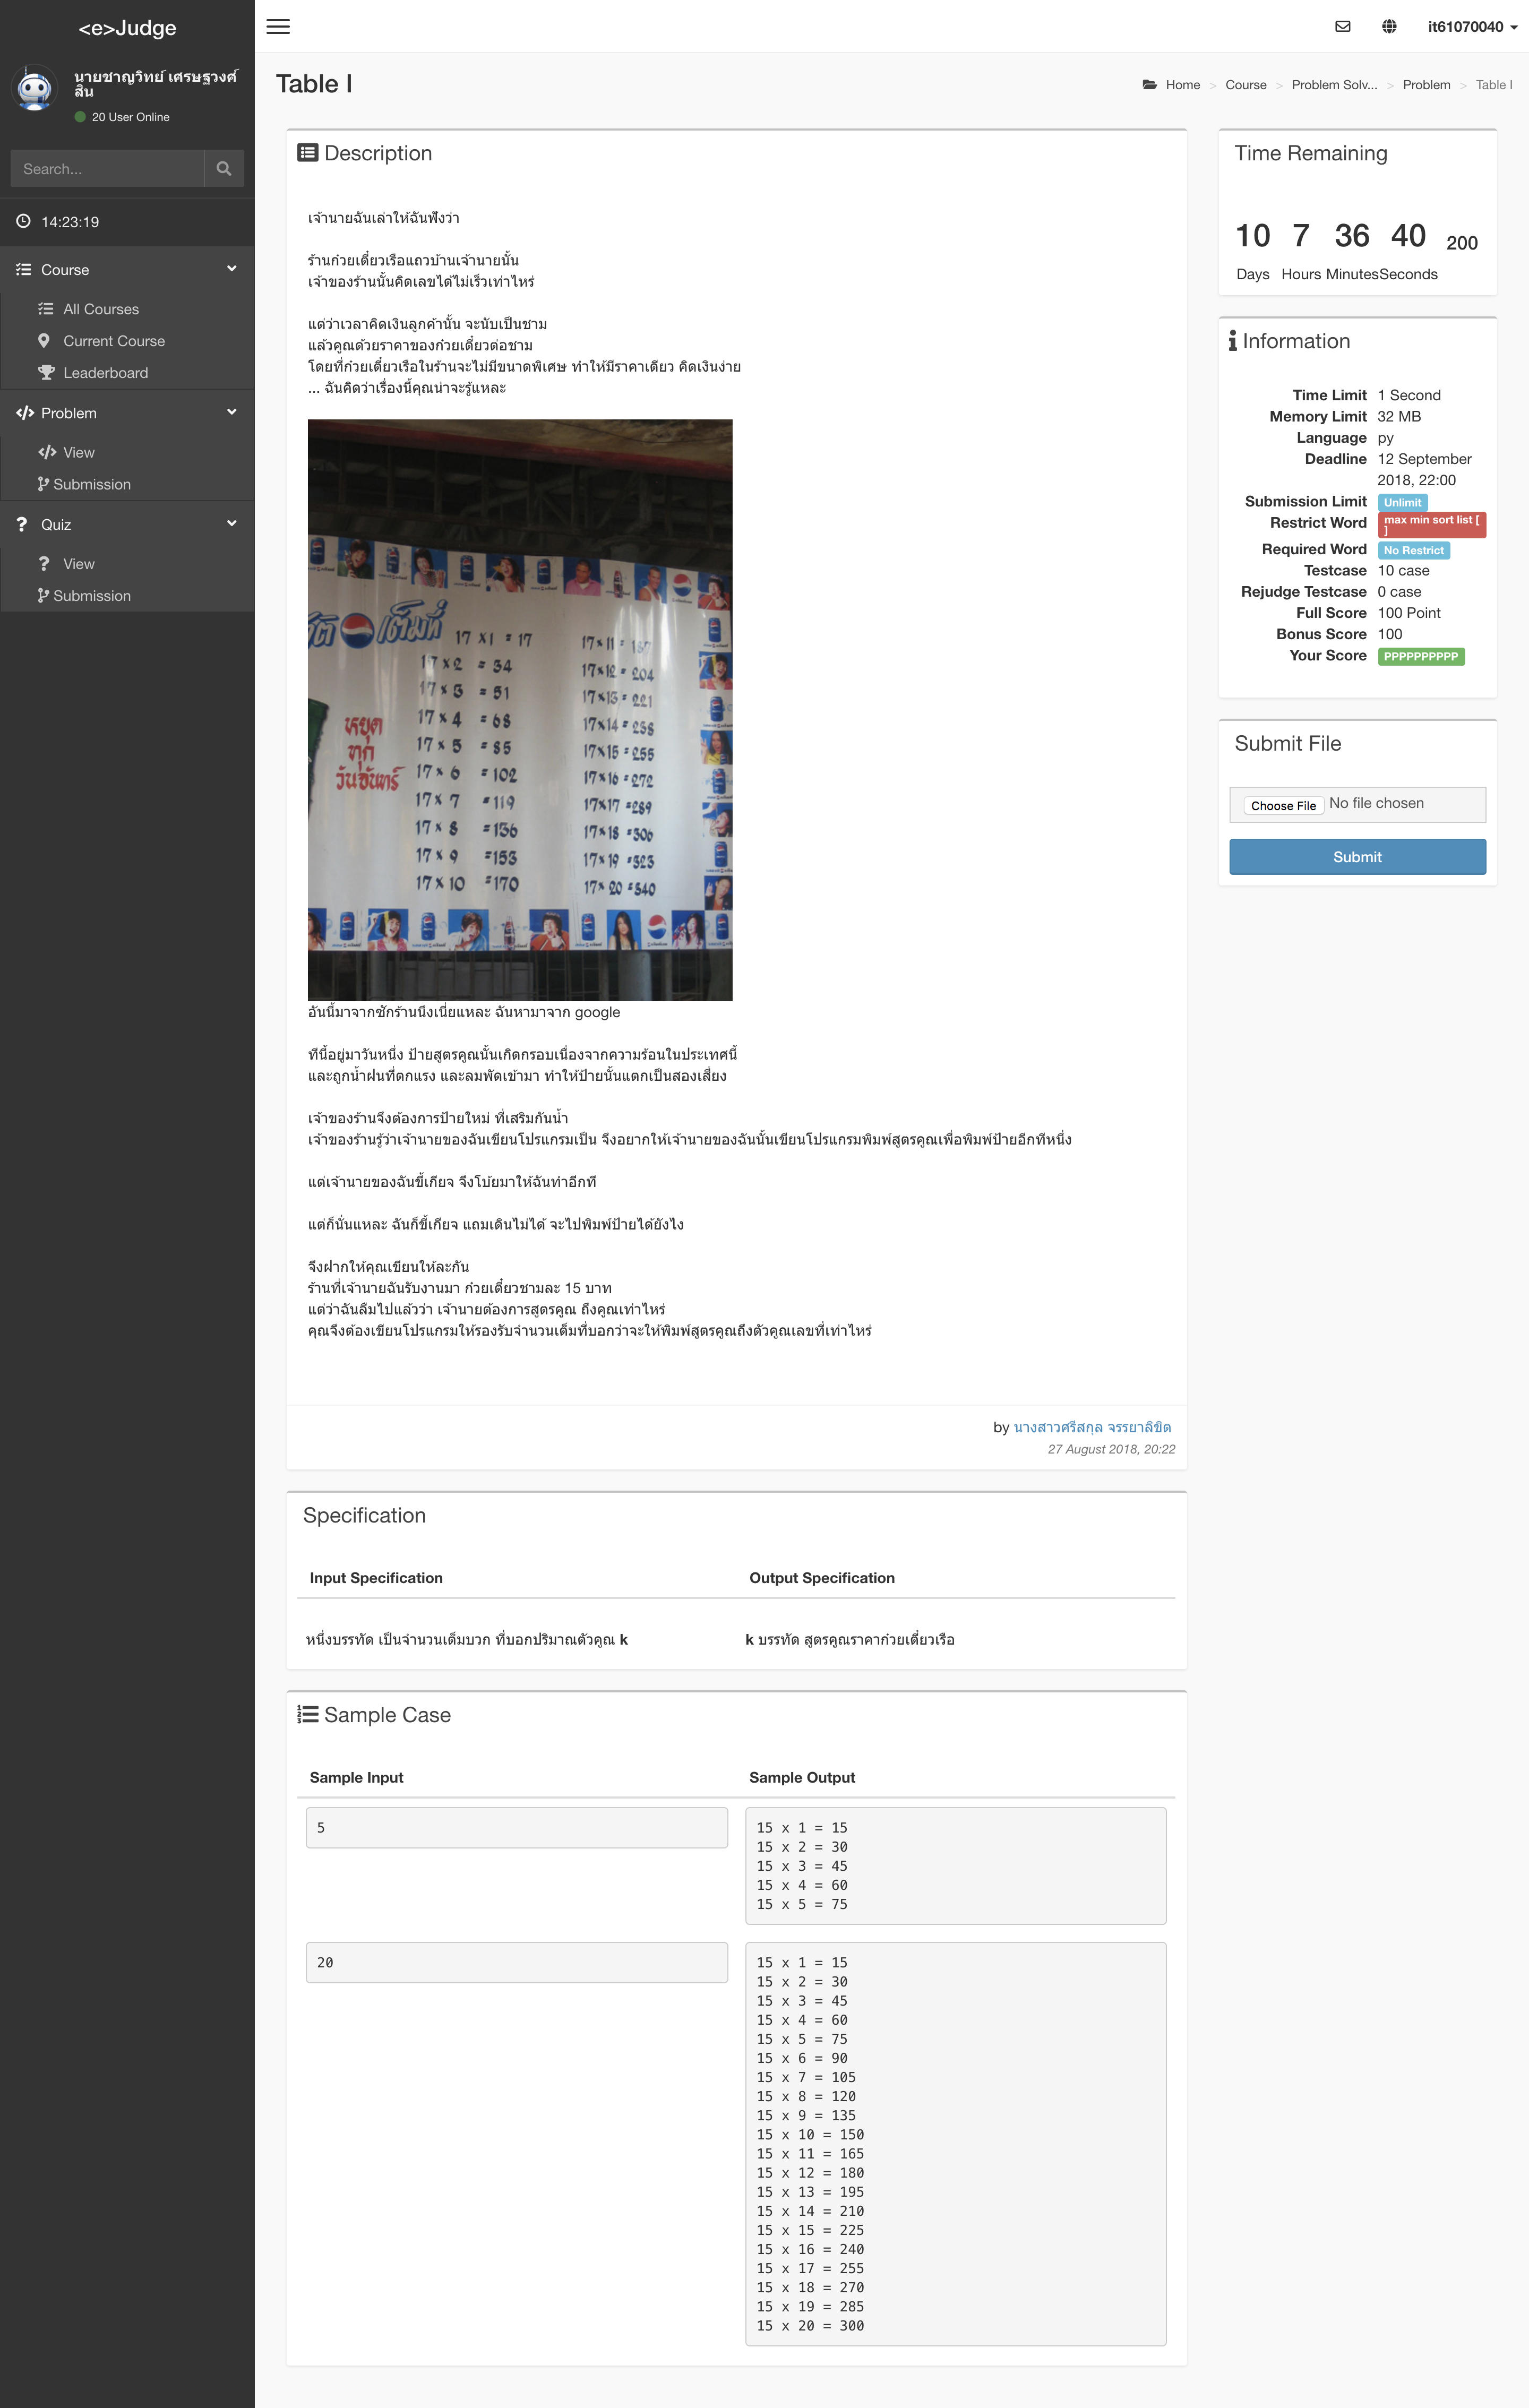 <e>Judge
นายชาญวิทย์ เศรษฐวงศ์
สิน
20 User Online
Search...
14:23:19
Course
All Courses
Current Course
Leaderboard
Problem
View
Submission
Quiz
View
Submission
it61070040
Table I
Home > Course > Problem Solv... > Problem > Table I
Description
เจ้านายฉันเล่าให้ฉันฟังว่า
ร้านก๋วยเตี๋ยวเรือแถวบ้านเจ้านายนั้น
เจ้าของร้านนั้นคิดเลขได้ไม่เร็วเท่าไหร่
แต่ว่าเวลาคิดเงินลูกค้านั้น จะนับเป็นชาม
แล้วคูณด้วยราคาของก๋วยเตี๋ยวต่อชาม
โดยที่ก๋วยเตี๋ยวเรือในร้านจะไม่มีขนาดพิเศษ ทำให้มีราคาเดียว คิดเงินง่าย
... ฉันคิดว่าเรื่องนี้คุณน่าจะรู้แหละ
เต็มที่
หยุด
ทุก
วันจันทร์
17 x 1 = 17
17 x 2 = 34
17 x 3 = 51
17 x 4 = 68
17 x 5 = 85
17 x 6 = 102
17 x 7 = 119
17 x 8 = 136
17 x 9 = 153
17 x 10 = 170
17 x 11 = 187
17 x 12 = 204
17 x 13 = 221
17 x 14 = 238
17 x 15 = 255
17 x 16 = 272
17 x 17 = 289
17 x 18 = 306
17 x 19 = 323
17 x 20 = 340
อันนี้มาจากซักร้านนึงเนี่ยแหละ ฉันหามาจาก google
ทีนี้อยู่มาวันหนึ่ง ป้ายสูตรคูณนั้นเกิดกรอบเนื่องจากความร้อนในประเทศนี้
และถูกน้ำฝนที่ตกแรง และลมพัดเข้ามา ทำให้ป้ายนั้นแตกเป็นสองเสี่ยง
เจ้าของร้านจึงต้องการป้ายใหม่ ที่เสริมกันน้ำ
เจ้าของร้านรู้ว่าเจ้านายของฉันเขียนโปรแกรมเป็น จึงอยากให้เจ้านายของฉันนั้นเขียนโปรแกรมพิมพ์สูตรคูณเพื่อพิมพ์ป้ายอีกทีหนึ่ง
แต่เจ้านายของฉันขี้เกียจ จึงโบ้ยมาให้ฉันทำอีกที
แต่ก็นั่นแหละ ฉันก็ขี้เกียจ แถมเดินไม่ได้ จะไปพิมพ์ป้ายได้ยังไง
จึงฝากให้คุณเขียนให้ละกัน
ร้านที่เจ้านายฉันรับงานมา ก๋วยเตี๋ยวชามละ 15 บาท
แต่ว่าฉันลืมไปแล้วว่า เจ้านายต้องการสูตรคูณ ถึงคูณเท่าไหร่
คุณจึงต้องเขียนโปรแกรมให้รองรับจำนวนเต็มที่บอกว่าจะให้พิมพ์สูตรคูณถึงตัวคูณเลขที่เท่าไหร่
by นางสาวศรีสกุล จรรยาลิขิต
27 August 2018, 20:22
Time Remaining
10 7 36 40 200
Days Hours Minutes Seconds
Information
Time Limit 1 Second
Memory Limit 32 MB
Language py
Deadline 12 September
2018, 22:00
Submission Limit Unlimit
Restrict Word max min sort list [
]
Required Word No Restrict
Testcase 10 case
Rejudge Testcase 0 case
Full Score 100 Point
Bonus Score 100
Your Score PPPPPPPPPP
Submit File
Choose File No file chosen
Submit
Specification
Input Specification Output Specification
หนึ่งบรรทัด เป็นจำนวนเต็มบวก ที่บอกปริมาณตัวคูณ k
k บรรทัด สูตรคูณราคาก๋วยเตี๋ยวเรือ
Sample Case
Sample Input Sample Output
5
15 x 1 = 15
15 x 2 = 30
15 x 3 = 45
15 x 4 = 60
15 x 5 = 75
20
15 x 1 = 15
15 x 2 = 30
15 x 3 = 45
15 x 4 = 60
15 x 5 = 75
15 x 6 = 90
15 x 7 = 105
15 x 8 = 120
15 x 9 = 135
15 x 10 = 150
15 x 11 = 165
15 x 12 = 180
15 x 13 = 195
15 x 14 = 210
15 x 15 = 225
15 x 16 = 240
15 x 17 = 255
15 x 18 = 270
15 x 19 = 285
15 x 20 = 300